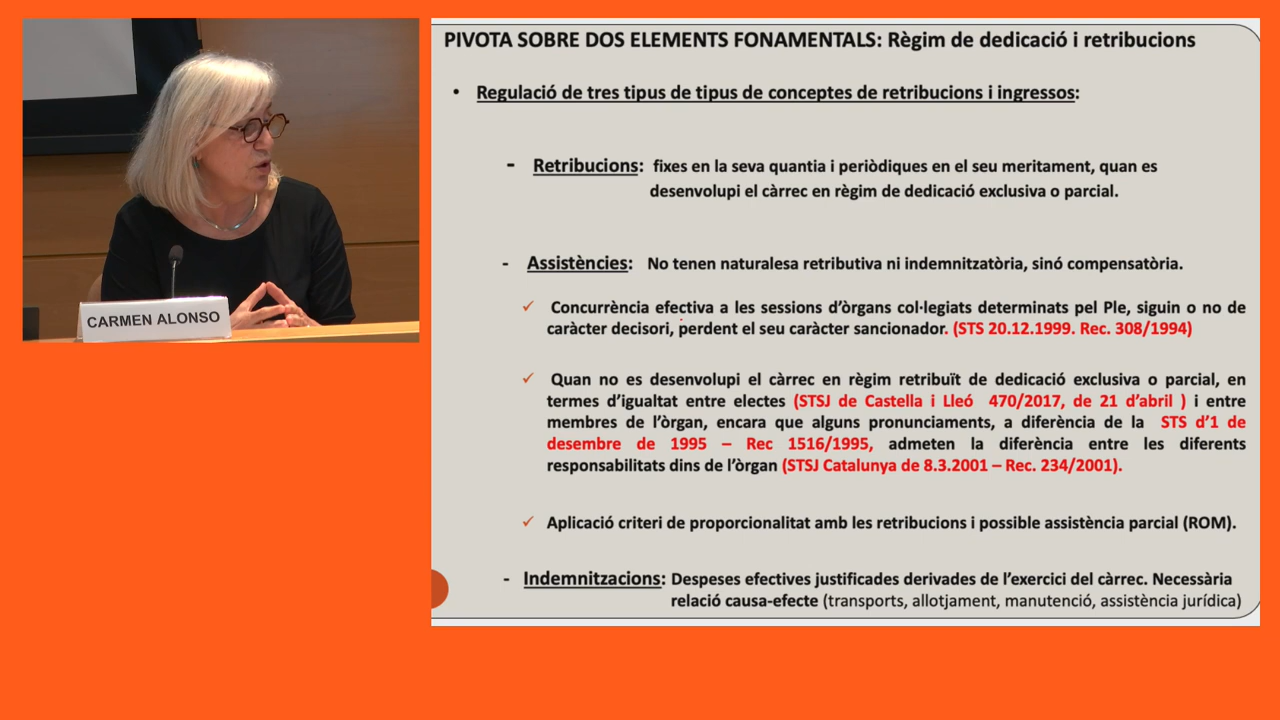 CARMEN ALONSO
PIVOTA SOBRE DOS ELEMENTS FONAMENTALS: Règim de dedicació i retribucions
• Regulació de tres tipus de tipus de conceptes de retribucions i ingressos:
- Retribucions: fixes en la seva quantia i periòdiques en el seu meritament, quan es
desenvolupi el càrrec en règim de dedicació exclusiva o parcial.
- Assistències: No tenen naturalesa retributiva ni indemnitzatòria, sinó compensatòria.
✓ Concurrència efectiva a les sessions d'òrgans col·legiats determinats pel Ple, siguin o no de
caràcter decisori, perdent el seu caràcter sancionador. (STS 20.12.1999. Rec. 308/1994)
✓ Quan no es desenvolupi el càrrec en règim retribuït de dedicació exclusiva o parcial, en
termes d'igualtat entre electes (STSJ de Castella i Lleó 470/2017, de 21 d'abril ) i entre
membres de l'òrgan, encara que alguns pronunciaments, a diferència de la STS d'1 de
desembre de 1995 – Rec 1516/1995, admeten la diferència entre les diferents
responsabilitats dins de l'òrgan (STSJ Catalunya de 8.3.2001 – Rec. 234/2001).
✓ Aplicació criteri de proporcionalitat amb les retribucions i possible assistència parcial (ROM).
- Indemnitzacions: Despeses efectives justificades derivades de l'exercici del càrrec. Necessària
relació causa-efecte (transports, allotjament, manutenció, assistència jurídica)